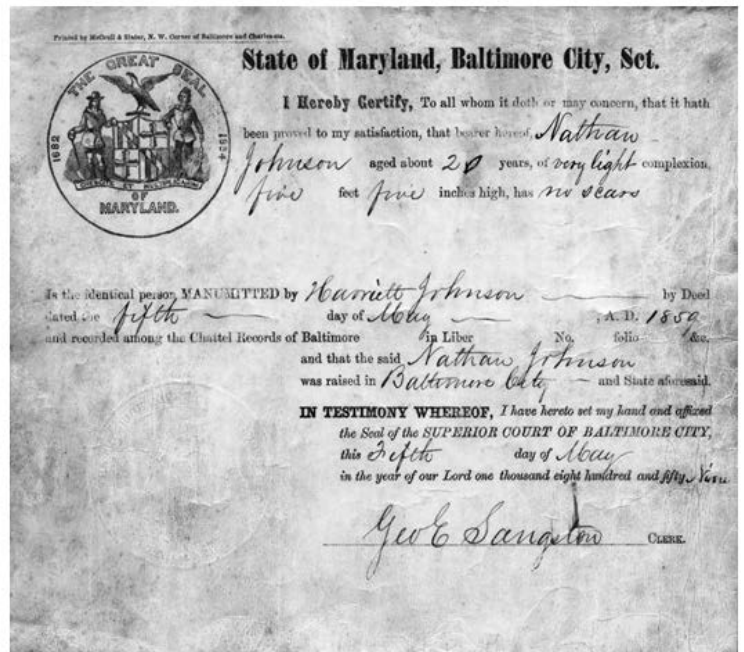 Printed by McCroll & Slater, N. W. Corner of Baltimore and Charles-sts.
State of Maryland, Baltimore City, Sct.
THE GREAT SEAL
1632 1854
OF
MARYLAND.
I Hereby Certify, To all whom it doth or may concern, that it hath
been proved to my satisfaction, that bearer hereof, Nathan
Johnson aged about 20 years, of very light complexion,
five feet five inches high, has no scars
Is the identical person MANUMITTED by Harriett Johnson by Deed
dated the fifth day of May, A. D. 1859
and recorded among the Chattel Records of Baltimore in Liber No. folio &c.
and that the said Nathan Johnson
was raised in Baltimore City and State aforesaid.
IN TESTIMONY WHEREOF, I have hereto set my hand and affixed
the Seal of the SUPERIOR COURT OF BALTIMORE CITY,
this Fifth day of May
in the year of our Lord one thousand eight hundred and fifty Nine
Geo E Sangston CLERK.